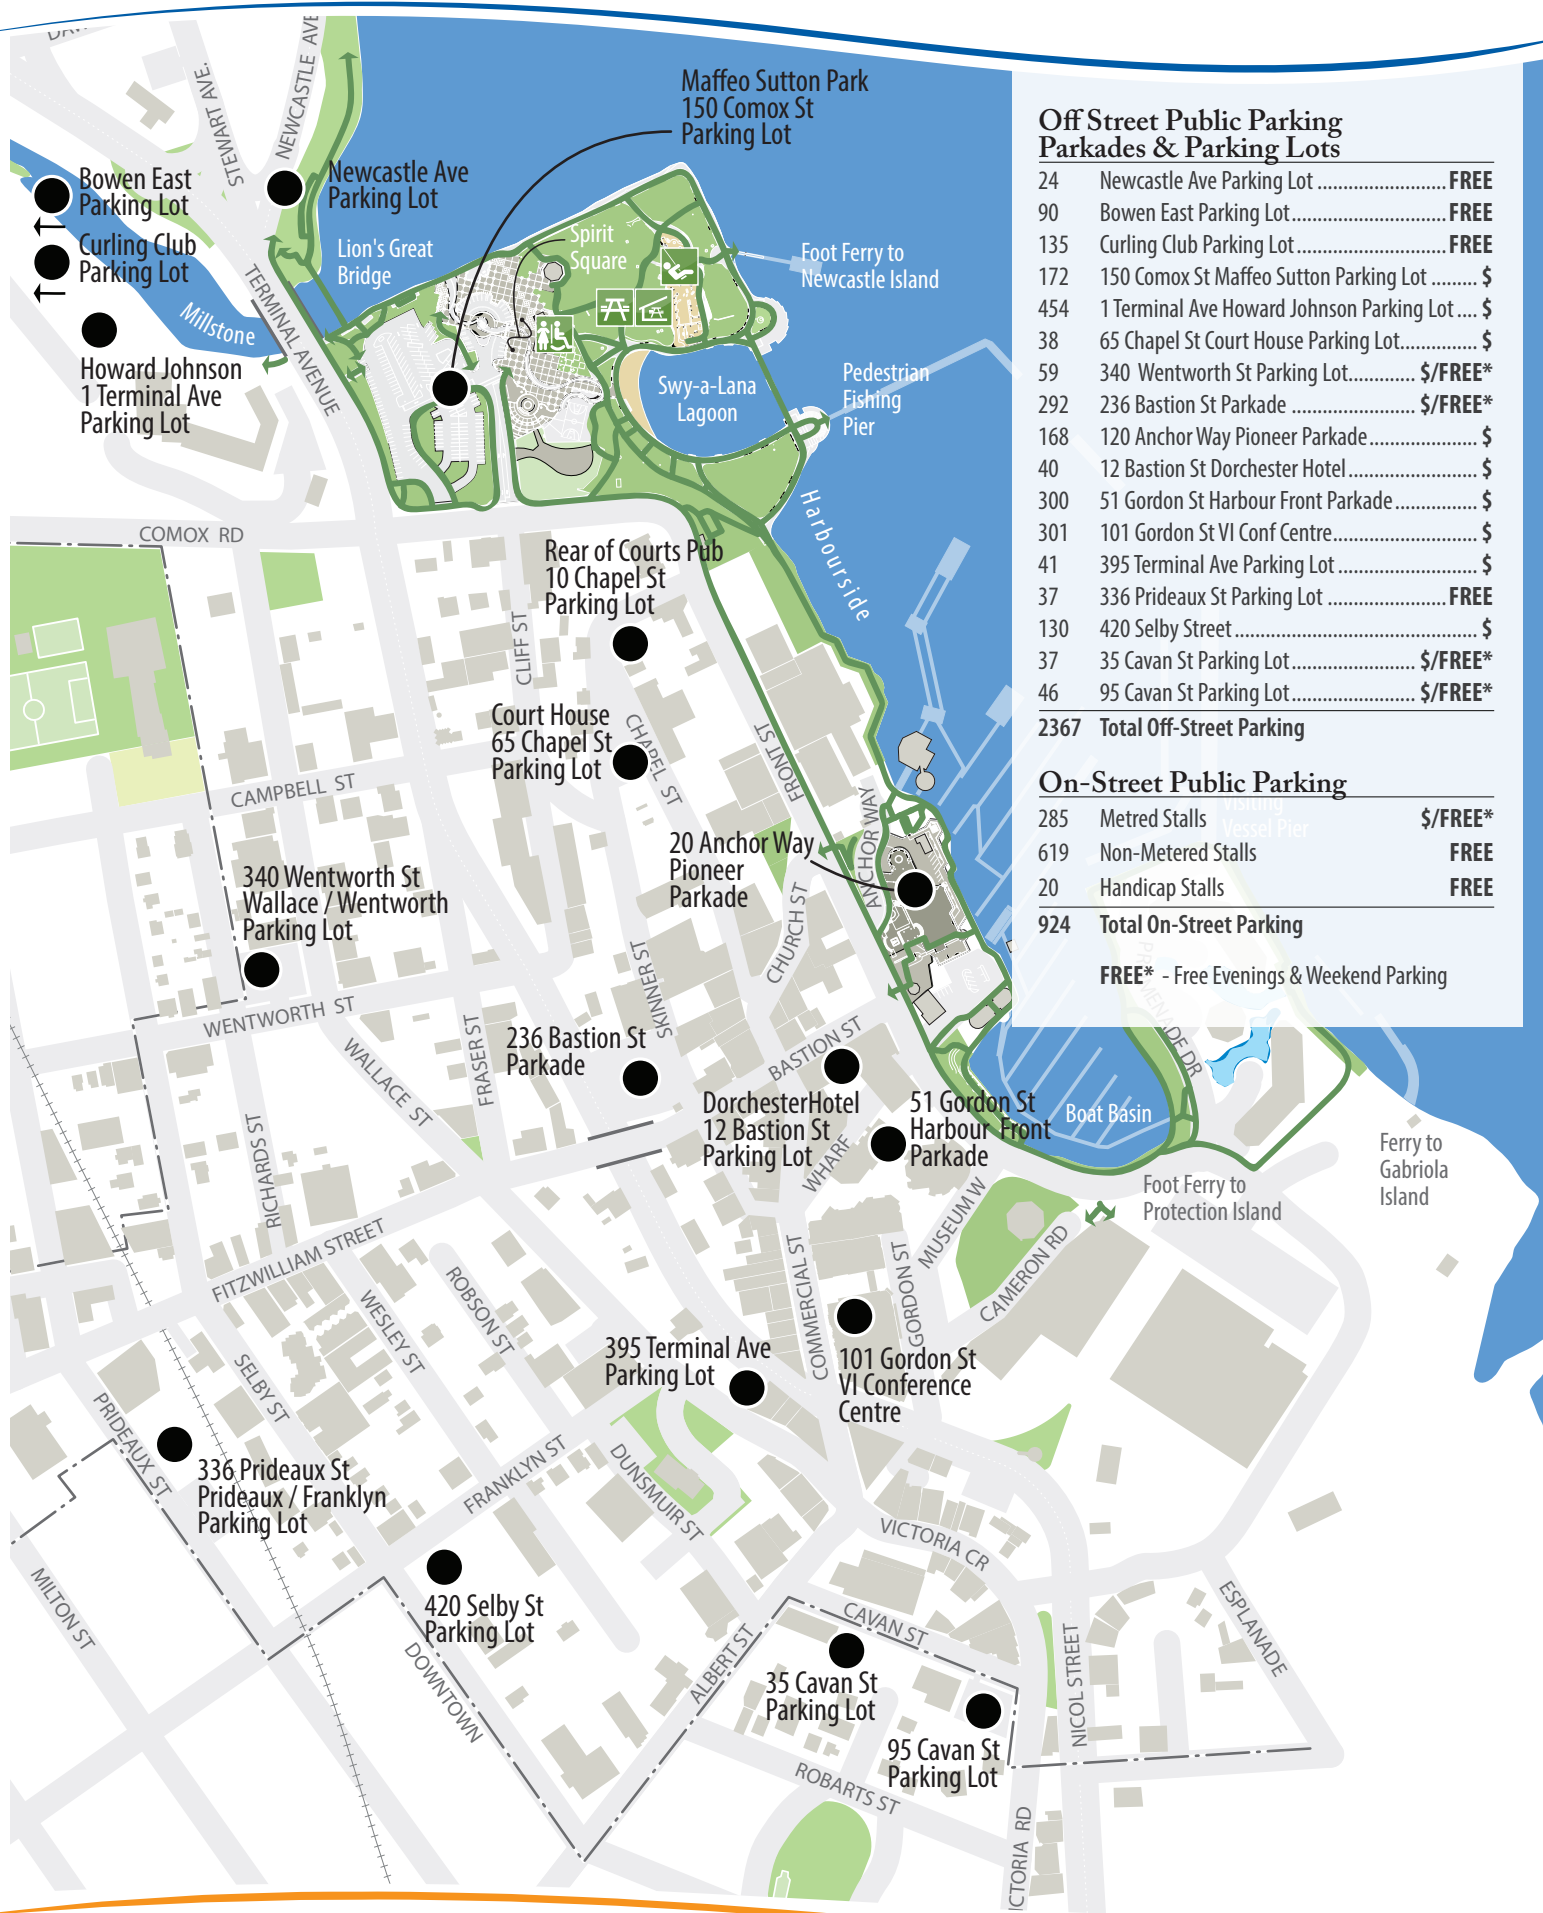 STEWART AVE.
NEWCASTLE AVE
Maffeo Sutton Park
150 Comox St
Parking Lot
Bowen East
Parking Lot
Curling Club
Parking Lot
Newcastle Ave
Parking Lot
Lion's Great
Bridge
Spirit
Square
Foot Ferry to
Newcastle Island
Millstone
TERMINAL AVENUE
Howard Johnson
1 Terminal Ave
Parking Lot
Swy-a-Lana
Lagoon
Pedestrian
Fishing
Pier
Harbourside
COMOX RD
Rear of Courts Pub
10 Chapel St
Parking Lot
CLIFF ST
Court House
65 Chapel St
Parking Lot
CHAPEL ST
FRONT ST
CAMPBELL ST
20 Anchor Way
Pioneer
Parkade
ANCHOR WAY
340 Wentworth St
Wallace / Wentworth
Parking Lot
CHURCH ST
SKINNER ST
WENTWORTH ST
WALLACE ST
FRASER ST
236 Bastion St
Parkade
BASTION ST
DorchesterHotel
12 Bastion St
Parking Lot
51 Gordon St
Harbour Front
Parkade
WHARF
Boat Basin
PROMENADE DR
Ferry to
Gabriola
Island
Foot Ferry to
Protection Island
RICHARDS ST
FITZWILLIAM STREET
MUSEUM W
CAMERON RD
COMMERCIAL ST
GORDON ST
WESLEY ST
ROBSON ST
SELBY ST
395 Terminal Ave
Parking Lot
101 Gordon St
VI Conference
Centre
PRIDEAUX ST
336 Prideaux St
Prideaux / Franklyn
Parking Lot
FRANKLYN ST
DUNSMUIR ST
VICTORIA CR
MILTON ST
420 Selby St
Parking Lot
DOWNTOWN
ALBERT ST
CAVAN ST
35 Cavan St
Parking Lot
95 Cavan St
Parking Lot
NICOL STREET
ESPLANADE
ROBARTS ST
ICTORIA RD
Off Street Public Parking
Parkades & Parking Lots
24 Newcastle Ave Parking Lot .......................... FREE
90 Bowen East Parking Lot............................... FREE
135 Curling Club Parking Lot.............................. FREE
172 150 Comox St Maffeo Sutton Parking Lot ......... $
454 1 Terminal Ave Howard Johnson Parking Lot .... $
38 65 Chapel St Court House Parking Lot............... $
59 340 Wentworth St Parking Lot............. $/FREE*
292 236 Bastion St Parkade ......................... $/FREE*
168 120 Anchor Way Pioneer Parkade...................... $
40 12 Bastion St Dorchester Hotel.......................... $
300 51 Gordon St Harbour Front Parkade................ $
301 101 Gordon St VI Conf Centre............................. $
41 395 Terminal Ave Parking Lot ............................ $
37 336 Prideaux St Parking Lot ........................ FREE
130 420 Selby Street ................................................. $
37 35 Cavan St Parking Lot......................... $/FREE*
46 95 Cavan St Parking Lot......................... $/FREE*
2367 Total Off-Street Parking
On-Street Public Parking
Visiting
Vessel Pier
285 Metred Stalls $/FREE*
619 Non-Metered Stalls FREE
20 Handicap Stalls FREE
924 Total On-Street Parking
FREE* - Free Evenings & Weekend Parking